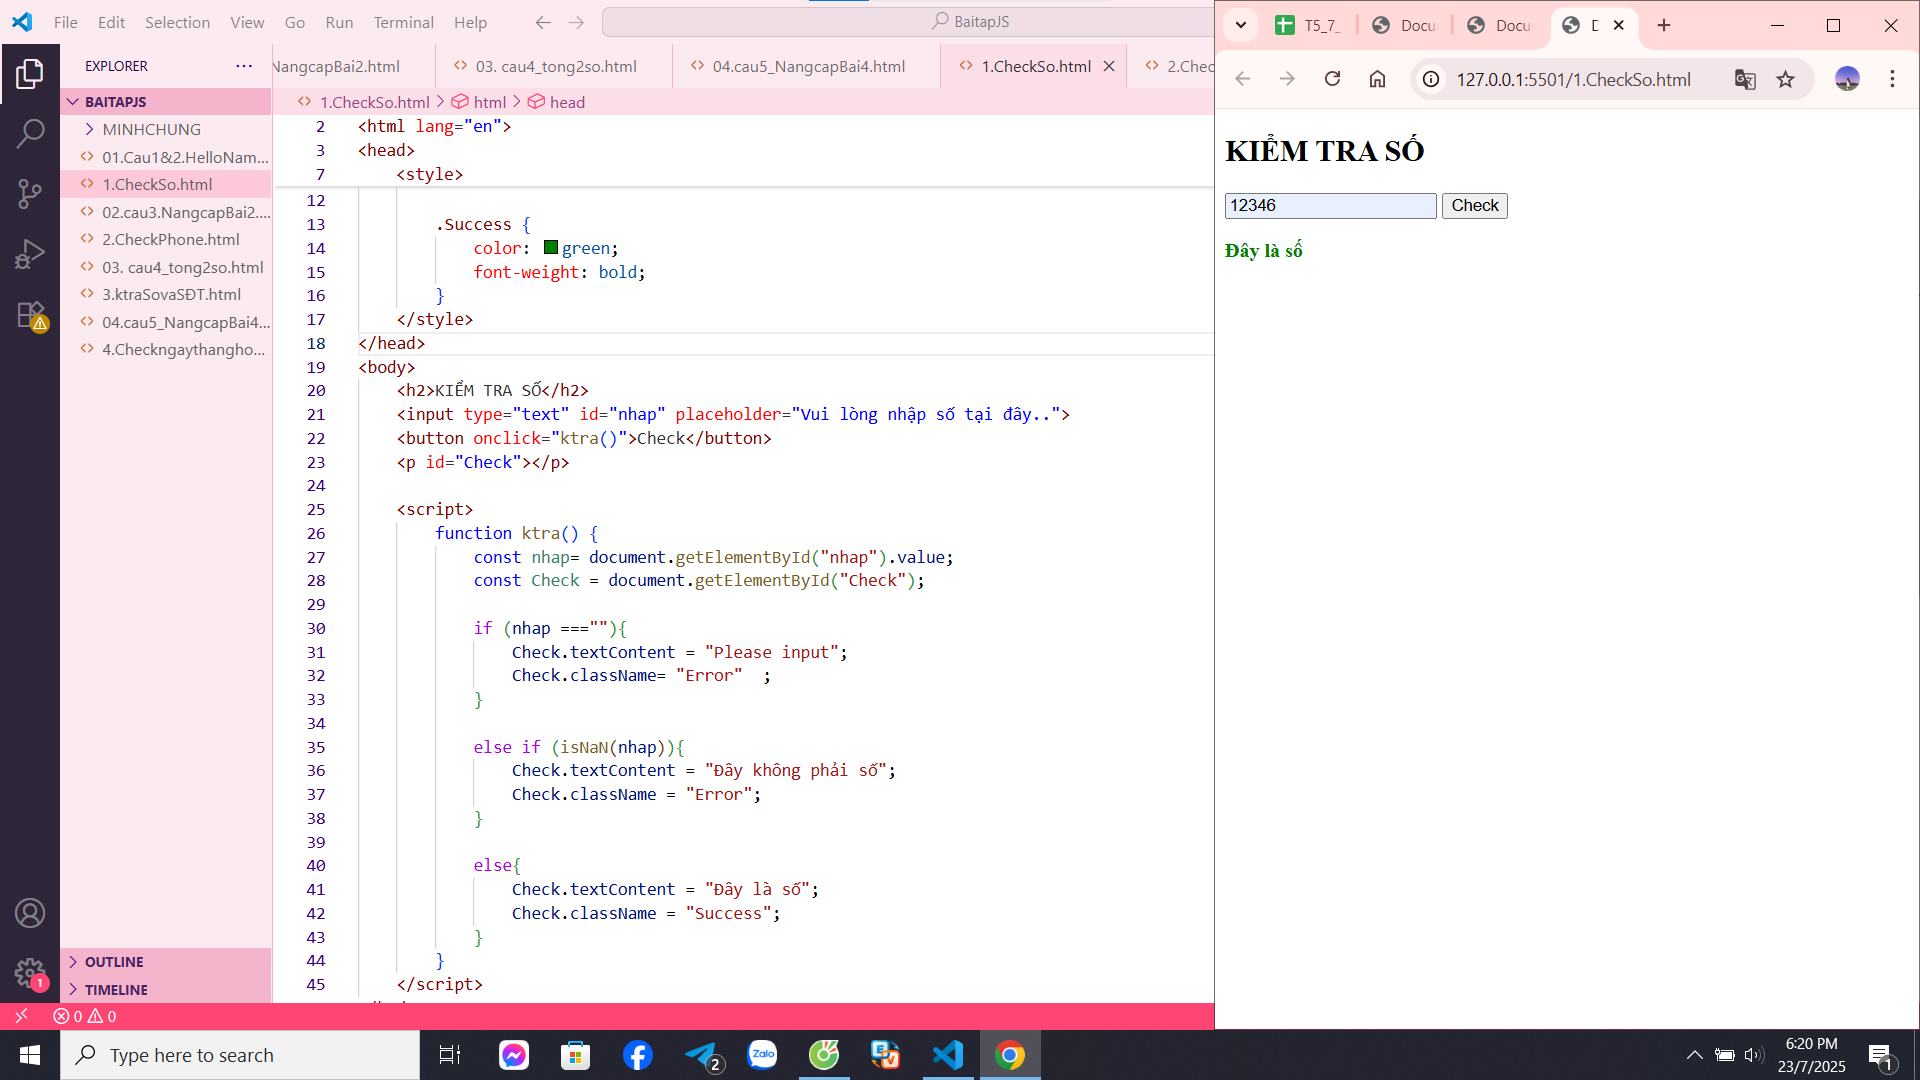 File Edit Selection View Go Run Terminal Help
BaitapJS
EXPLORER
BAITAPJS
MINHCHUNG
01.Cau1&2.HelloNam...
1.CheckSo.html
02.cau3.NangcapBai2....
2.CheckPhone.html
03. cau4_tong2so.html
3.ktraSovaSĐT.html
04.cau5_NangcapBai4...
4.Checkngaythangho...
OUTLINE
TIMELINE
NangcapBai2.html
03. cau4_tong2so.html
04.cau5_NangcapBai4.html
1.CheckSo.html
2.Chec
1.CheckSo.html > html > head
2 <html lang="en">
3 <head>
7 <style>
12
13 .Success {
14 color: green;
15 font-weight: bold;
16 }
17 </style>
18 </head>
19 <body>
20 <h2>KIỂM TRA SỐ</h2>
21 <input type="text" id="nhap" placeholder="Vui lòng nhập số tại đây..">
22 <button onclick="ktra()">Check</button>
23 <p id="Check"></p>
24
25 <script>
26 function ktra() {
27 const nhap= document.getElementById("nhap").value;
28 const Check = document.getElementById("Check");
29
30 if (nhap ===""){
31 Check.textContent = "Please input";
32 Check.className= "Error" ;
33 }
34
35 else if (isNaN(nhap)){
36 Check.textContent = "Đây không phải số";
37 Check.className = "Error";
38 }
39
40 else{
41 Check.textContent = "Đây là số";
42 Check.className = "Success";
43 }
44 }
45 </script>
0 0
1
T5_7_
Docu
Docu
D
127.0.0.1:5501/1.CheckSo.html
KIỂM TRA SỐ
12346 Check
Đây là số
Type here to search
2
Zalo
6:20 PM
23/7/2025
1